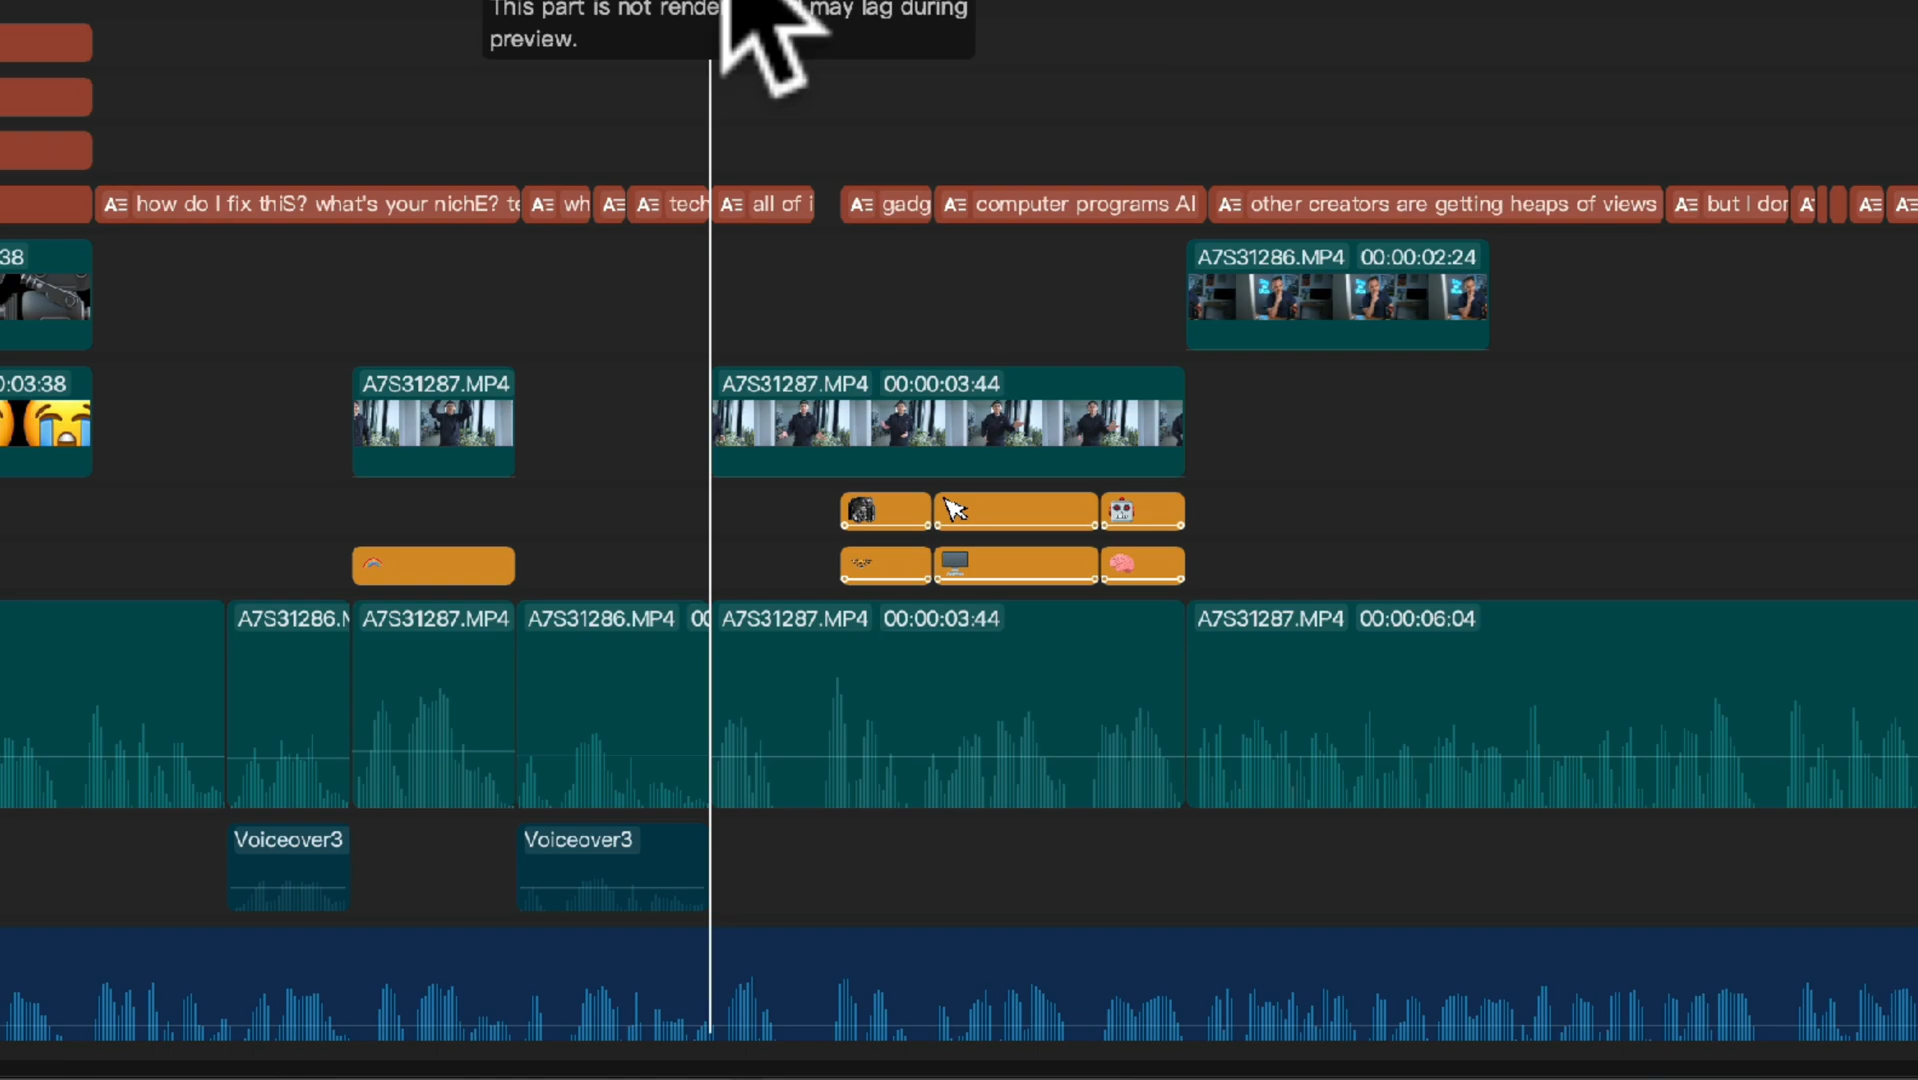 This part is not may lag during
preview.
A≡ how do I fix thiS? what's your nichE? A≡ wh A≡ A≡ tech A≡ all of i A≡ gadg A≡ computer programs AI A≡ other creators are getting heaps of views A≡ but I don A≡ A≡ A≡
38 A7S31286.MP4 00:00:02:24
0:03:38 A7S31287.MP4 A7S31287.MP4 00:00:03:44
A7S31286. A7S31287.MP4 A7S31286.MP4 00 A7S31287.MP4 00:00:03:44 A7S31287.MP4 00:00:06:04
Voiceover3 Voiceover3